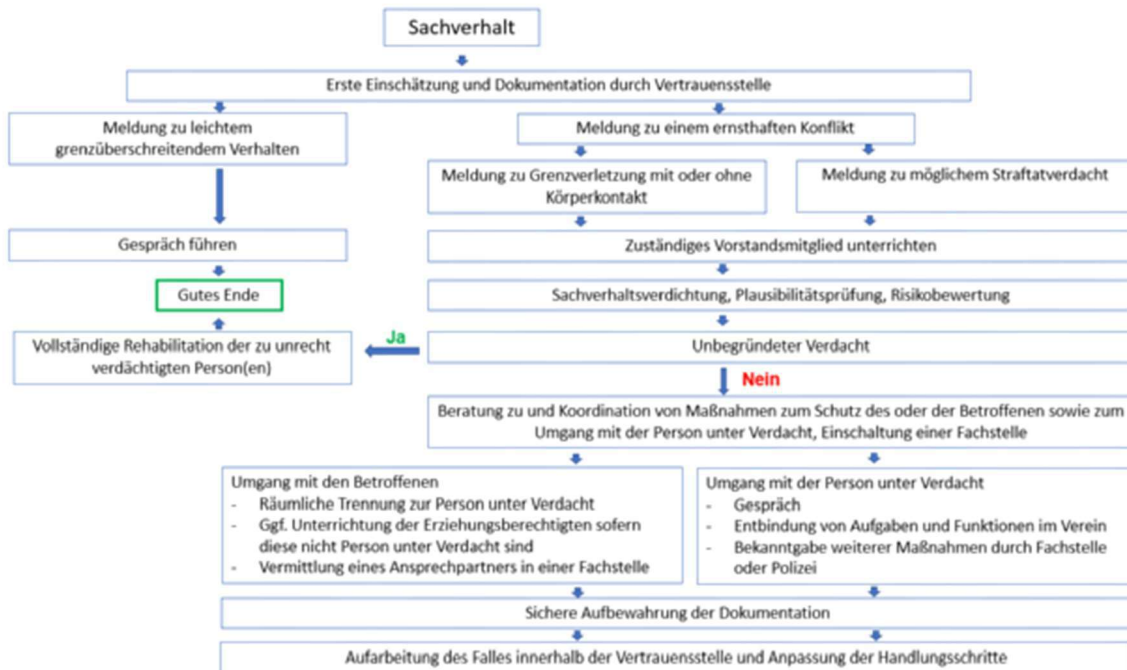 Sachverhalt
Erste Einschätzung und Dokumentation durch Vertrauensstelle
Meldung zu leichtem
grenzüberschreitendem Verhalten
Meldung zu einem ernsthaften Konflikt
Meldung zu Grenzverletzung mit oder ohne
Körperkontakt
Meldung zu möglichem Straftatverdacht
Gespräch führen
Zuständiges Vorstandsmitglied unterrichten
Gutes Ende
Sachverhaltsverdichtung, Plausibilitätsprüfung, Risikobewertung
Vollständige Rehabilitation der zu unrecht
verdächtigten Person(en)
Ja
Unbegründeter Verdacht
Nein
Beratung zu und Koordination von Maßnahmen zum Schutz des oder der Betroffenen sowie zum
Umgang mit der Person unter Verdacht, Einschaltung einer Fachstelle
Umgang mit den Betroffenen
- Räumliche Trennung zur Person unter Verdacht
- Ggf. Unterrichtung der Erziehungsberechtigten sofern
diese nicht Person unter Verdacht sind
- Vermittlung eines Ansprechpartners in einer Fachstelle
Umgang mit der Person unter Verdacht
- Gespräch
- Entbindung von Aufgaben und Funktionen im Verein
- Bekanntgabe weiterer Maßnahmen durch Fachstelle
oder Polizei
Sichere Aufbewahrung der Dokumentation
Aufarbeitung des Falles innerhalb der Vertrauensstelle und Anpassung der Handlungsschritte